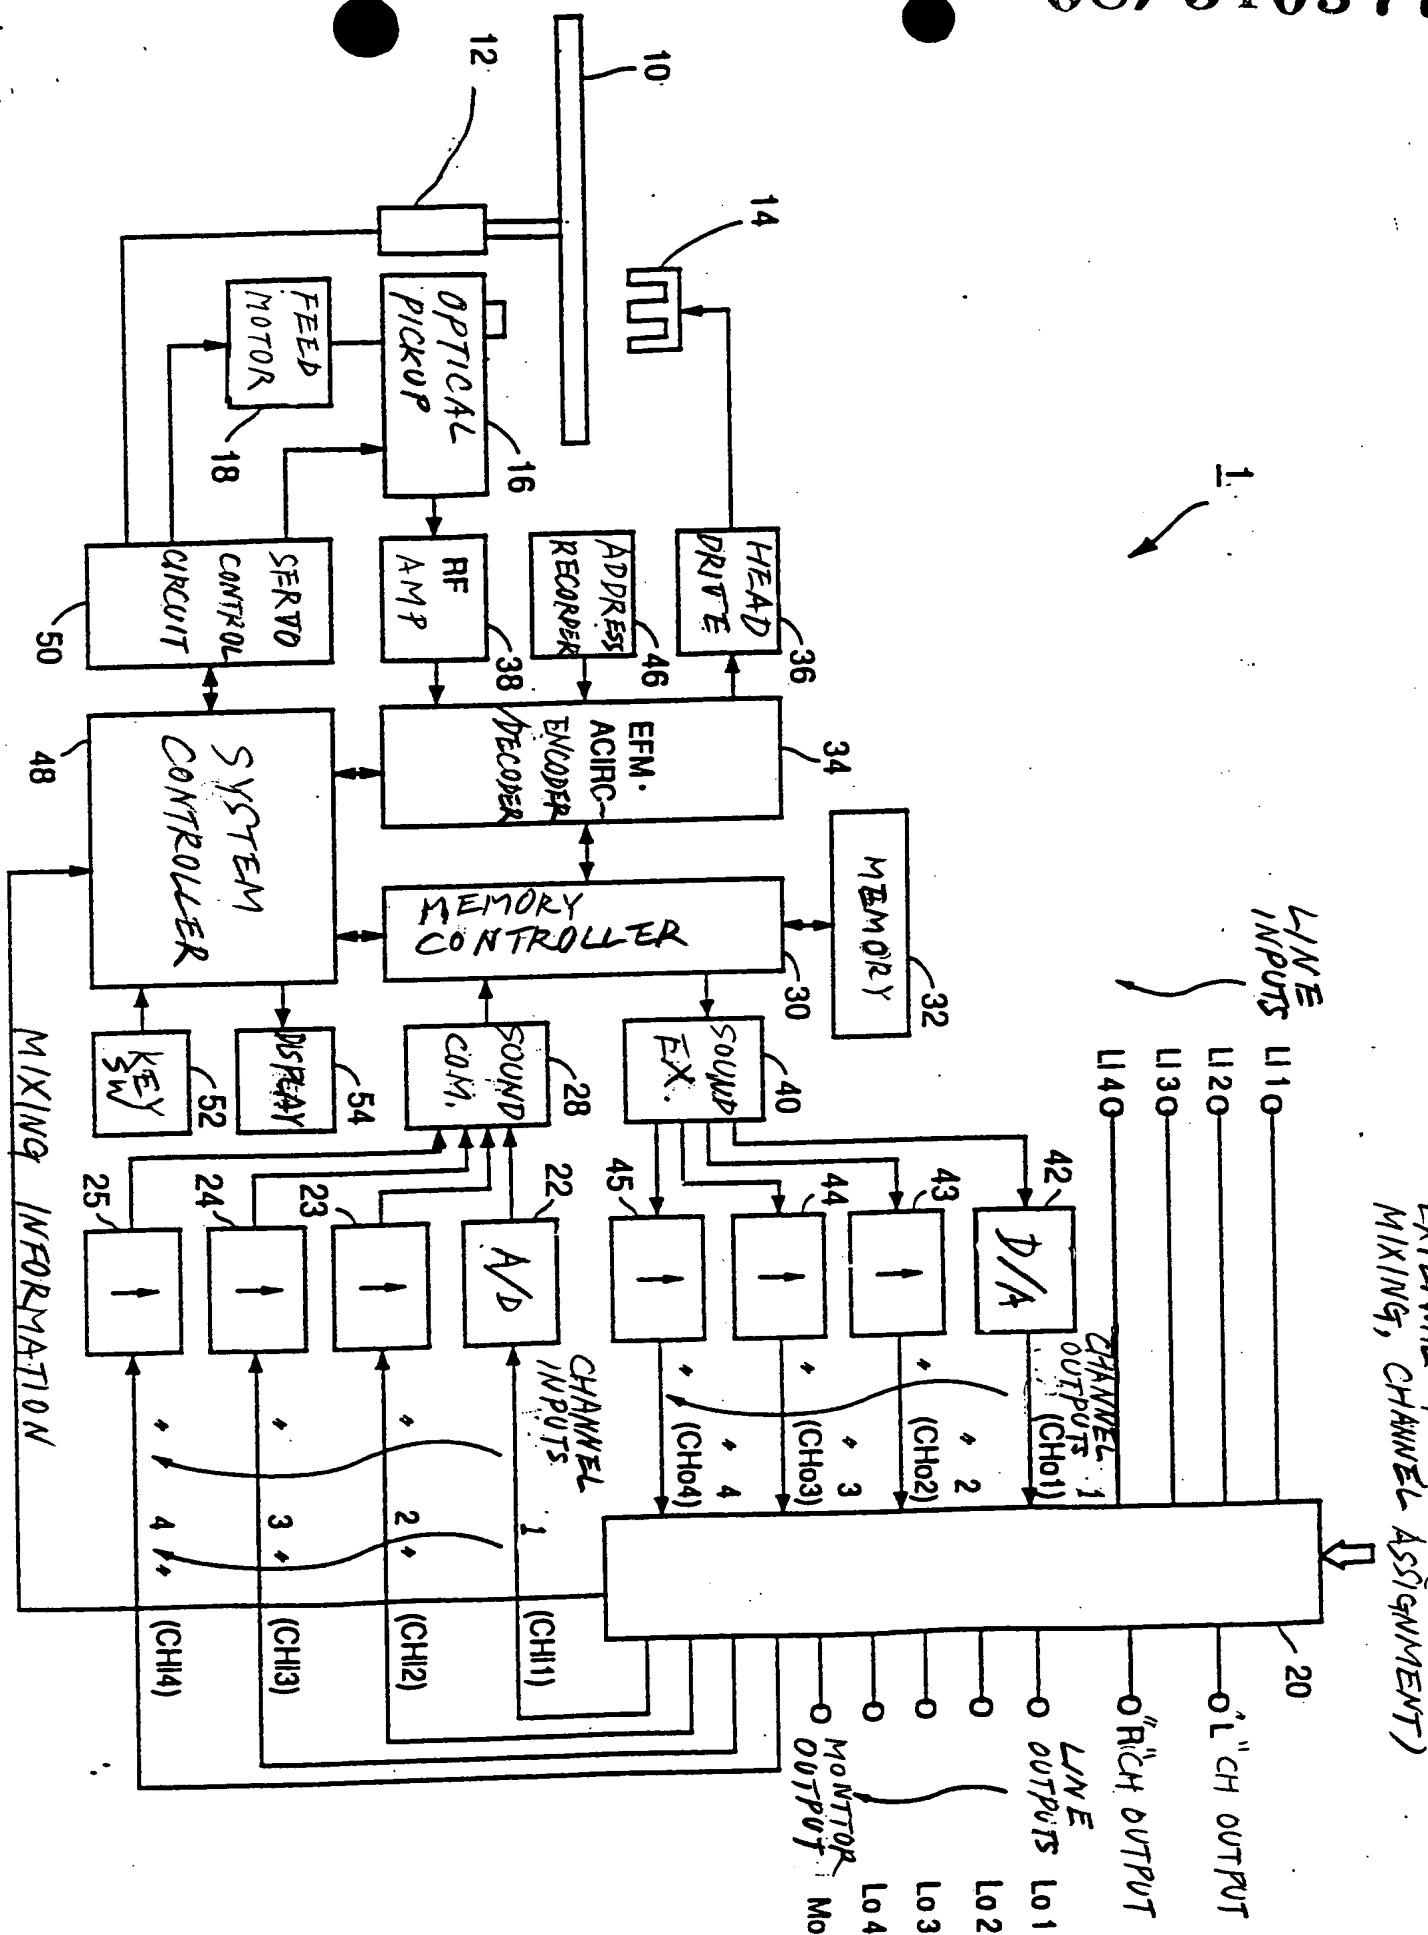 MIXING, CHANNEL ASSIGNMENT)
1
LINE
INPUTS
LI1
LI2
LI3
LI4
20
"L" CH OUTPUT
"R" CH OUTPUT
LINE
OUTPUTS Lo1
Lo2
Lo3
Lo4
MONTTOR
OUTPUT Mo
10
12
14
HEAD
DRIVE
36
ADDRESS
RECORDER
46
OPTICAL
PICKUP
16
RF
AMP
38
FEED
MOTOR
18
SERVO
CONTROL
CIRCUIT
50
EFM·
ACIRC
ENCODER
/DECODER
34
MEMORY
32
MEMORY
CONTROLLER
30
SYSTEM
CONTROLLER
48
SOUND
EX.
40
SOUND
COM.
28
DISPLAY
54
KEY
SW
52
D/A
42
43
44
45
CHANNEL
OUTPUTS 1
(CHo1)
〃 〃 2
(CHo2)
〃 〃 3
(CHo3)
〃 〃 4
(CHo4)
A/D
22
23
24
25
CHANNEL
INPUTS
1
(CHI1)
〃 2 〃
(CHI2)
〃 3 〃
(CHI3)
〃 4 〃
(CHI4)
MIXING INFORMATION